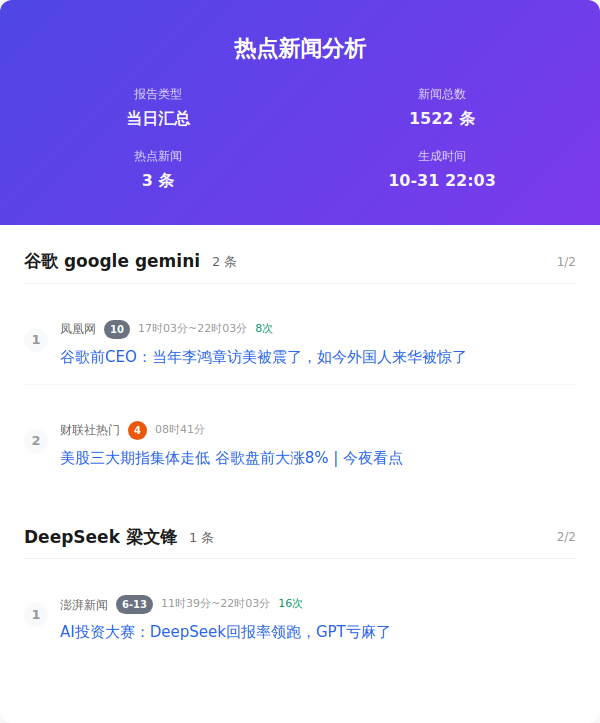 热点新闻分析
报告类型
新闻总数
当日汇总
1522 条
热点新闻
生成时间
3 条
10-31 22:03
谷歌 google gemini 2 条 1/2
1
凤凰网 10 17时03分~22时03分 8次
谷歌前CEO：当年李鸿章访美被震了，如今外国人来华被惊了
2
财联社热门 4 08时41分
美股三大期指集体走低 谷歌盘前大涨8% | 今夜看点
DeepSeek 梁文锋 1 条 2/2
1
澎湃新闻 6-13 11时39分~22时03分 16次
AI投资大赛：DeepSeek回报率领跑，GPT亏麻了